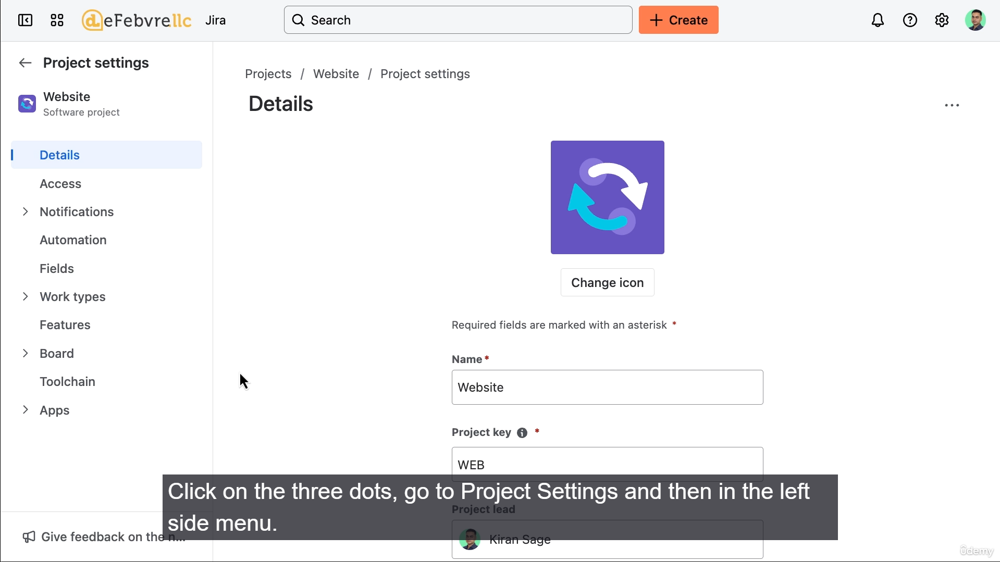 deFebvre.llc Jira
Search
Create
Project settings
Website
Software project
Details
Access
Notifications
Automation
Fields
Work types
Features
Board
Toolchain
Apps
Give feedback on the n...
Projects / Website / Project settings
Details
Change icon
Required fields are marked with an asterisk *
Name *
Website
Project key *
WEB
Project lead
Kiran Sage
Click on the three dots, go to Project Settings and then in the left
side menu.
ûdemy